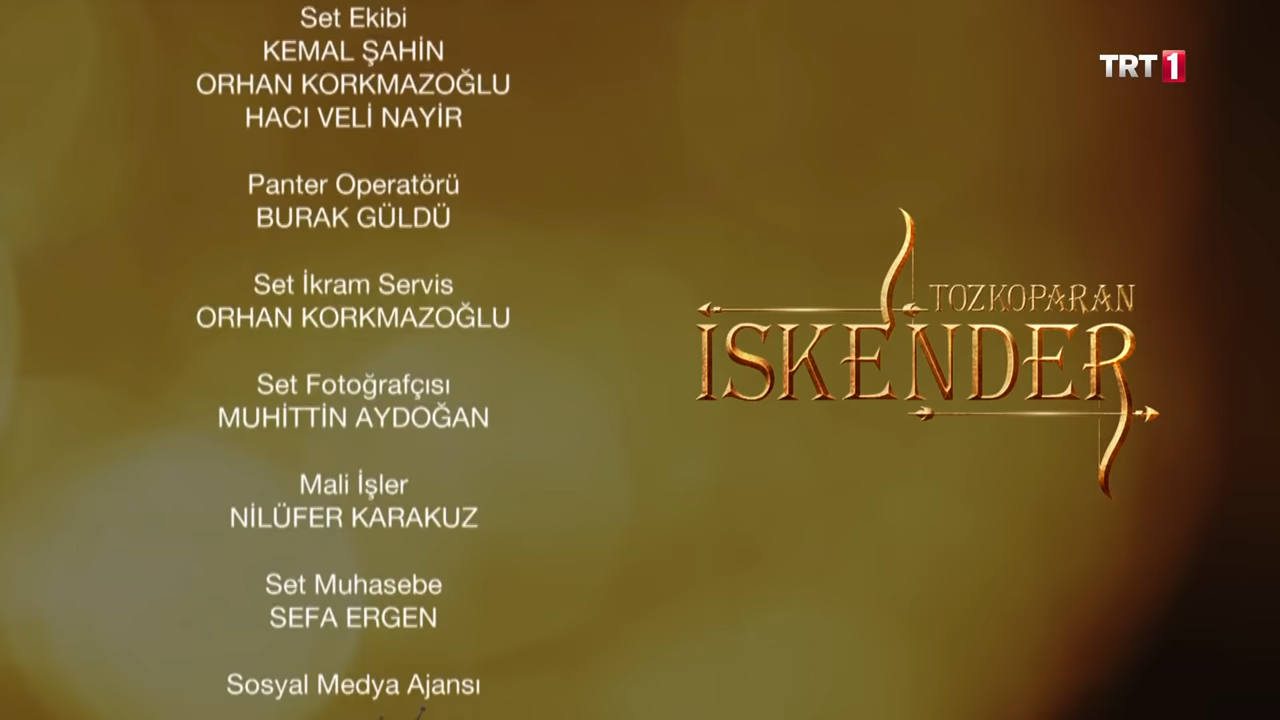 Set Ekibi
KEMAL ŞAHİN
ORHAN KORKMAZOĞLU
HACI VELİ NAYİR
Panter Operatörü
BURAK GÜLDÜ
Set İkram Servis
ORHAN KORKMAZOĞLU
Set Fotoğrafçısı
MUHİTTİN AYDOĞAN
Mali İşler
NİLÜFER KARAKUZ
Set Muhasebe
SEFA ERGEN
Sosyal Medya Ajansı
TRT 1
TOZKOPARAN
İSKENDER